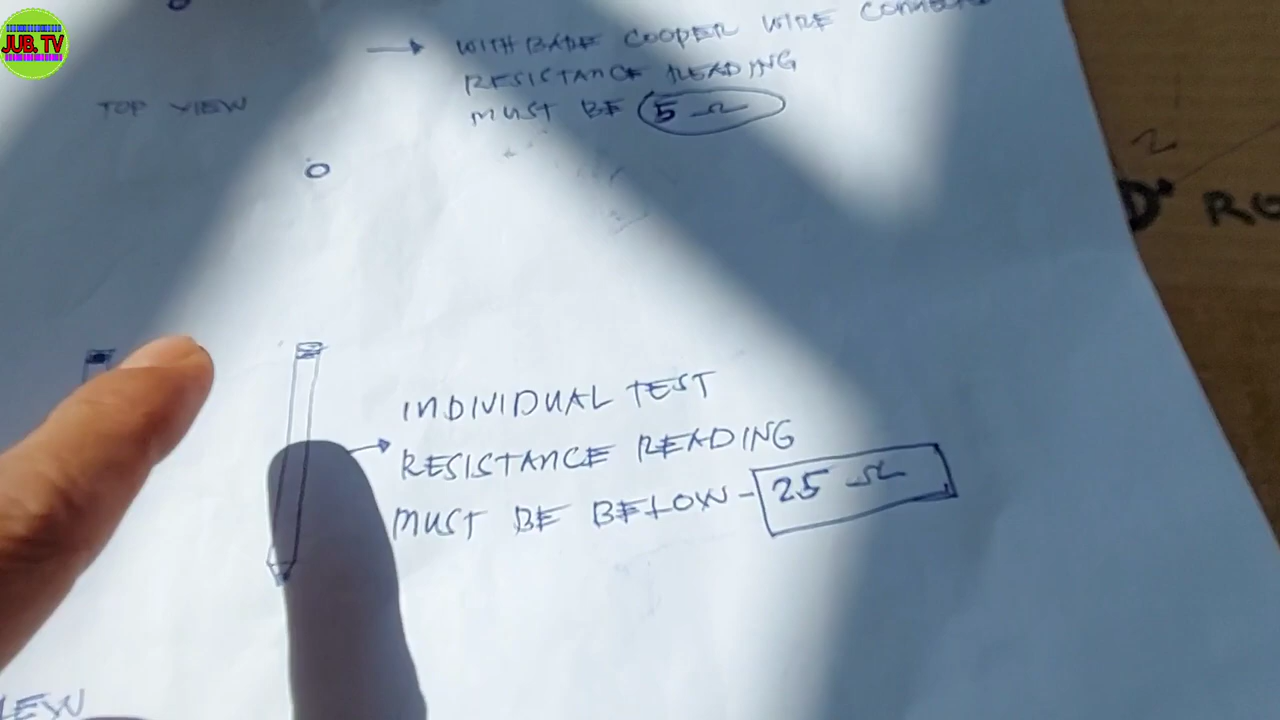 JUB.TV
WITH BARE COOPER WIRE
RESISTANCE READING
MUST BE 5 Ω
TOP VIEW
INDIVIDUAL TEST
RESISTANCE READING
MUST BE BELOW - 25 Ω